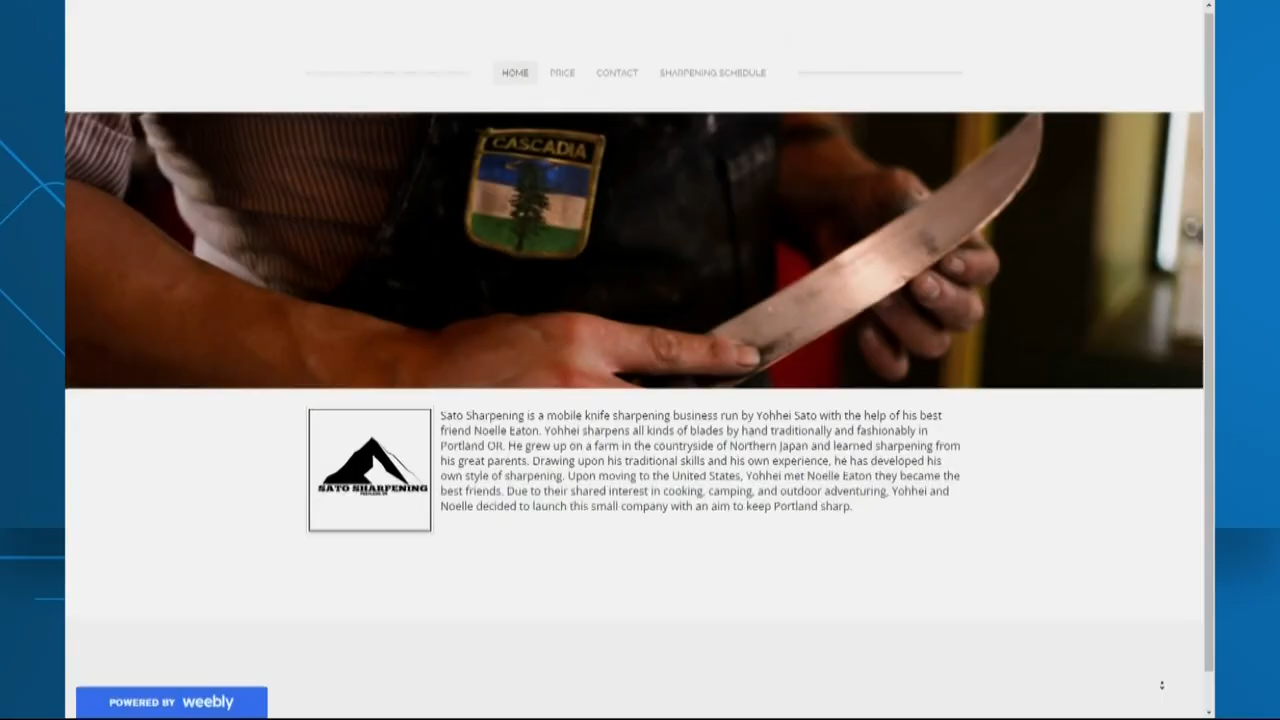 HOME PRICE CONTACT SHARPENING SCHEDULE
CASCADIA
Sato Sharpening is a mobile knife sharpening business run by Yohhei Sato with the help of his best
friend Noelle Eaton. Yohhei sharpens all kinds of blades by hand traditionally and fashionably in
Portland OR. He grew up on a farm in the countryside of Northern Japan and learned sharpening from
his great parents. Drawing upon his traditional skills and his own experience, he has developed his
own style of sharpening. Upon moving to the United States, Yohhei met Noelle Eaton they became the
best friends. Due to their shared interest in cooking, camping, and outdoor adventuring, Yohhei and
Noelle decided to launch this small company with an aim to keep Portland sharp.
SATO SHARPENING
POWERED BY weebly